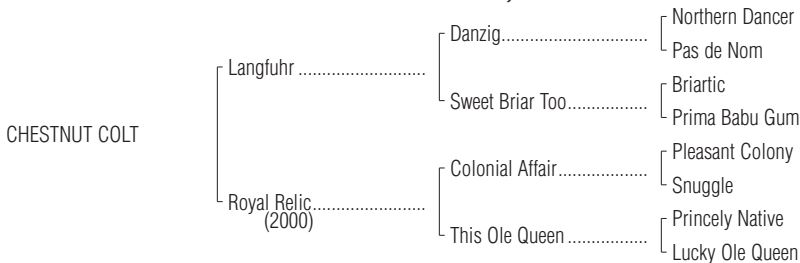 Northern Dancer
Danzig..............................
Pas de Nom
Langfuhr ..........................
Briartic
Sweet Briar Too................
Prima Babu Gum
CHESTNUT COLT
Pleasant Colony
Colonial Affair..................
Snuggle
Royal Relic.......................
(2000)
Princely Native
This Ole Queen ................
Lucky Ole Queen